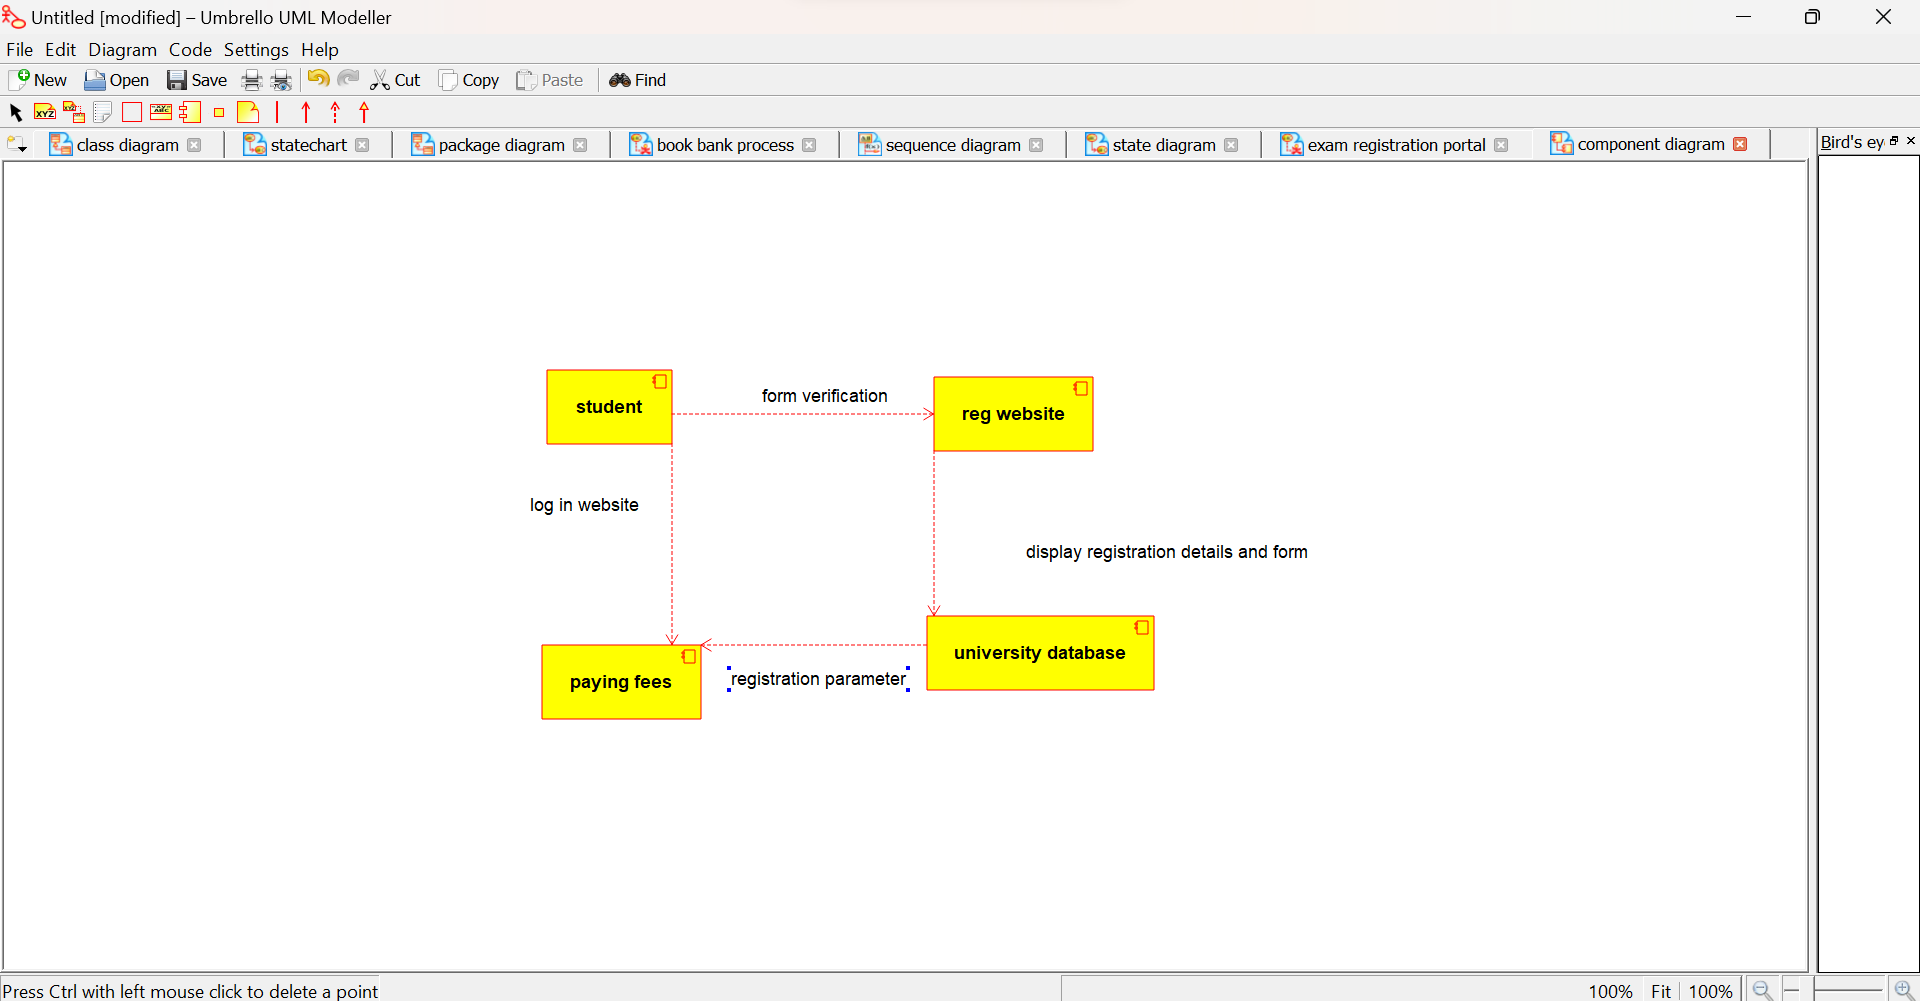 Untitled [modified] – Umbrello UML Modeller
File Edit Diagram Code Settings Help
New Open Save Cut Copy Paste Find
XYZ
class diagram statechart package diagram book bank process sequence diagram state diagram exam registration portal component diagram
Bird's ey
form verification
student
reg website
log in website
display registration details and form
university database
registration parameter
paying fees
Press Ctrl with left mouse click to delete a point
100% Fit 100%